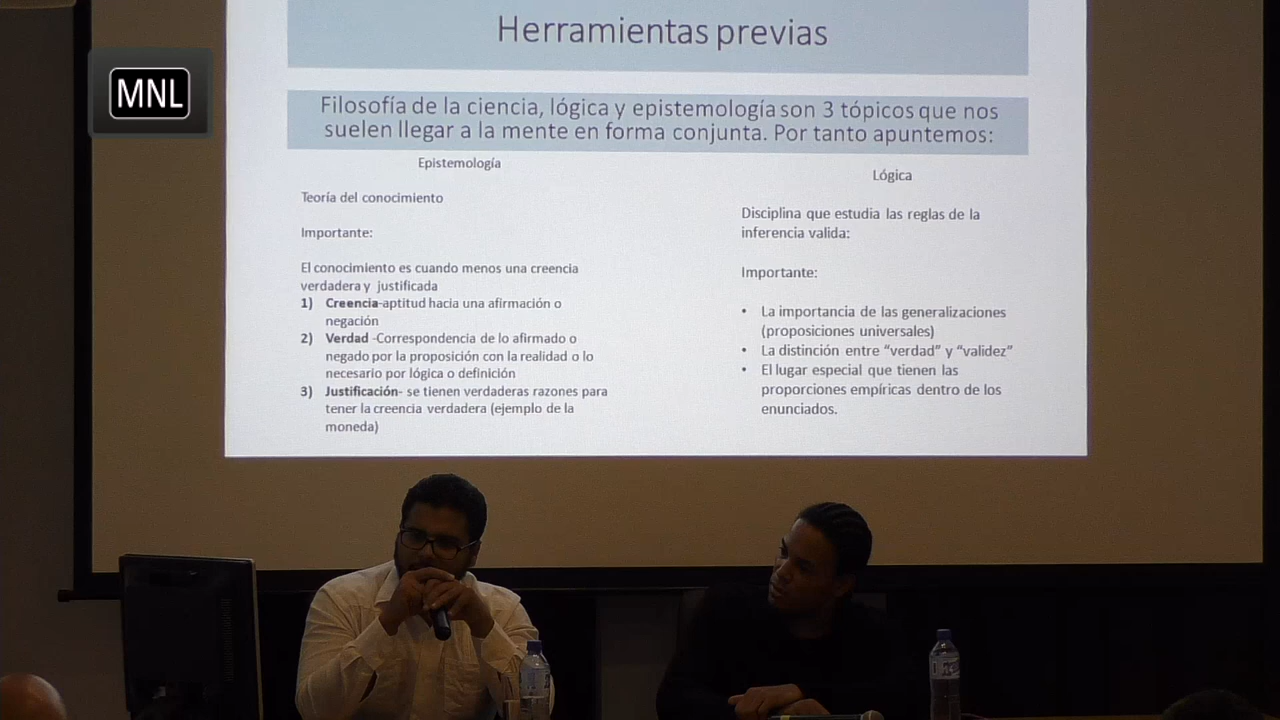 MNL
Herramientas previas
Filosofía de la ciencia, lógica y epistemología son 3 tópicos que nos
suelen llegar a la mente en forma conjunta. Por tanto apuntemos:
Epistemología
Teoría del conocimiento
Importante:
El conocimiento es cuando menos una creencia
verdadera y justificada
1) Creencia-aptitud hacia una afirmación o
negación
2) Verdad -Correspondencia de lo afirmado o
negado por la proposición con la realidad o lo
necesario por lógica o definición
3) Justificación- se tienen verdaderas razones para
tener la creencia verdadera (ejemplo de la
moneda)
Lógica
Disciplina que estudia las reglas de la
inferencia valida:
Importante:
• La importancia de las generalizaciones
(proposiciones universales)
• La distinción entre “verdad” y “validez”
• El lugar especial que tienen las
proporciones empíricas dentro de los
enunciados.